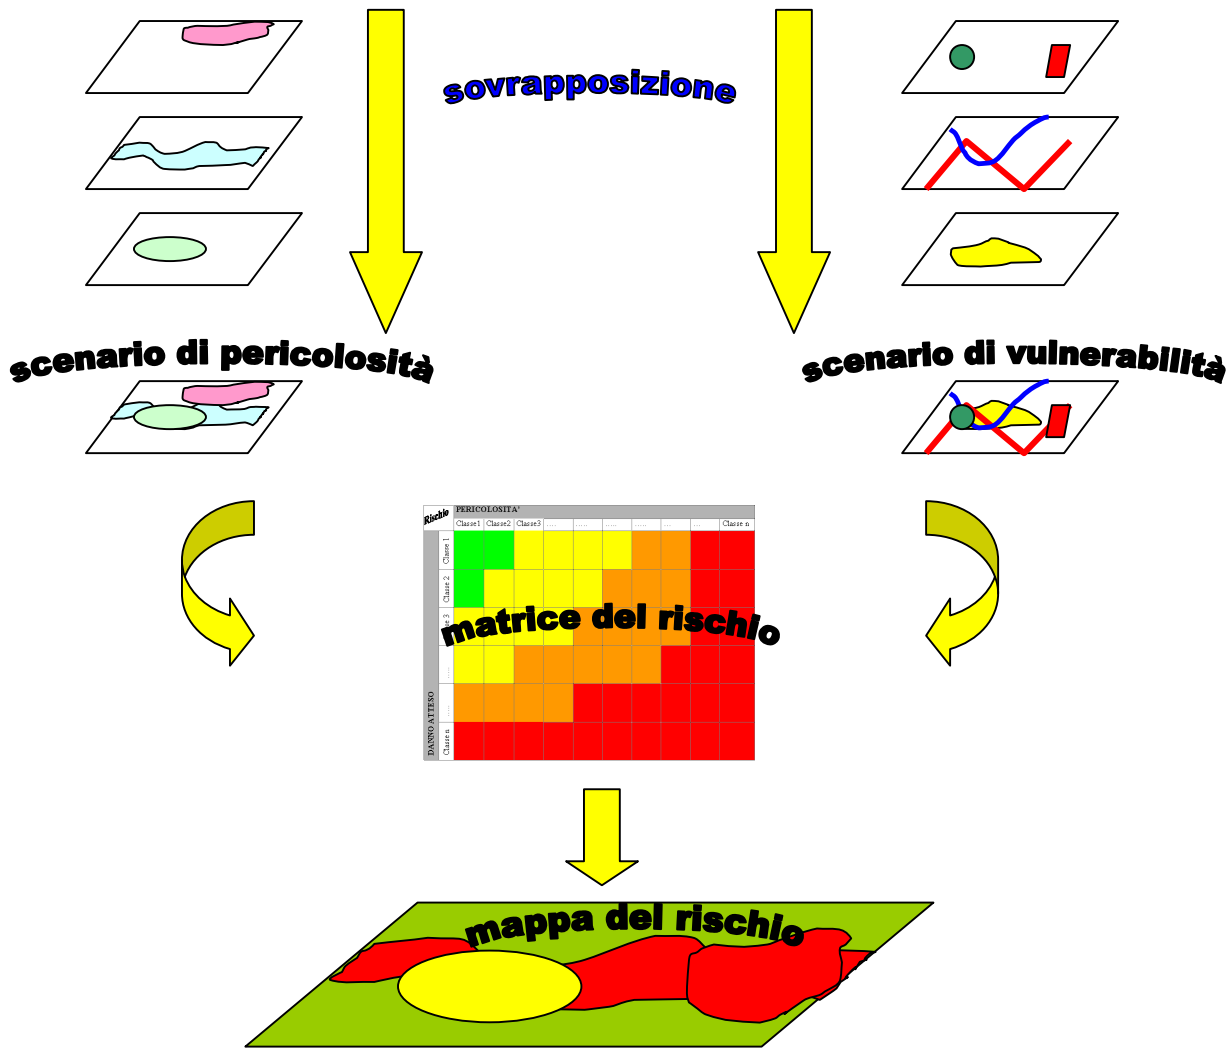 sovrapposizione
scenario di pericolosità
scenario di vulnerabilità
Rischio
PERICOLOSITA'
Classe1 Classe2 Classe3 .... ..... ..... ..... ... ... Classe n
DANNO ATTESO
Classe 1
Classe 2
3
....
.....
Classe n
matrice del rischio
mappa del rischio